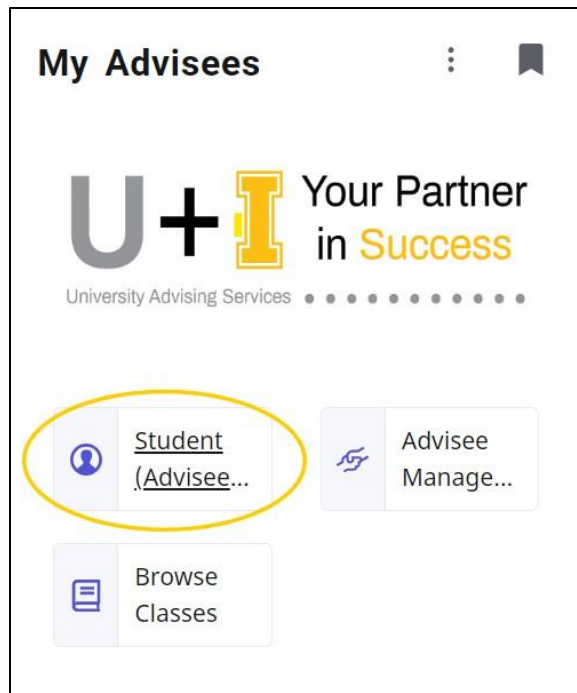 My Advisees
U+I
Your Partner
in Success
University Advising Services
Student
(Advisee...
Advisee
Manage...
Browse
Classes